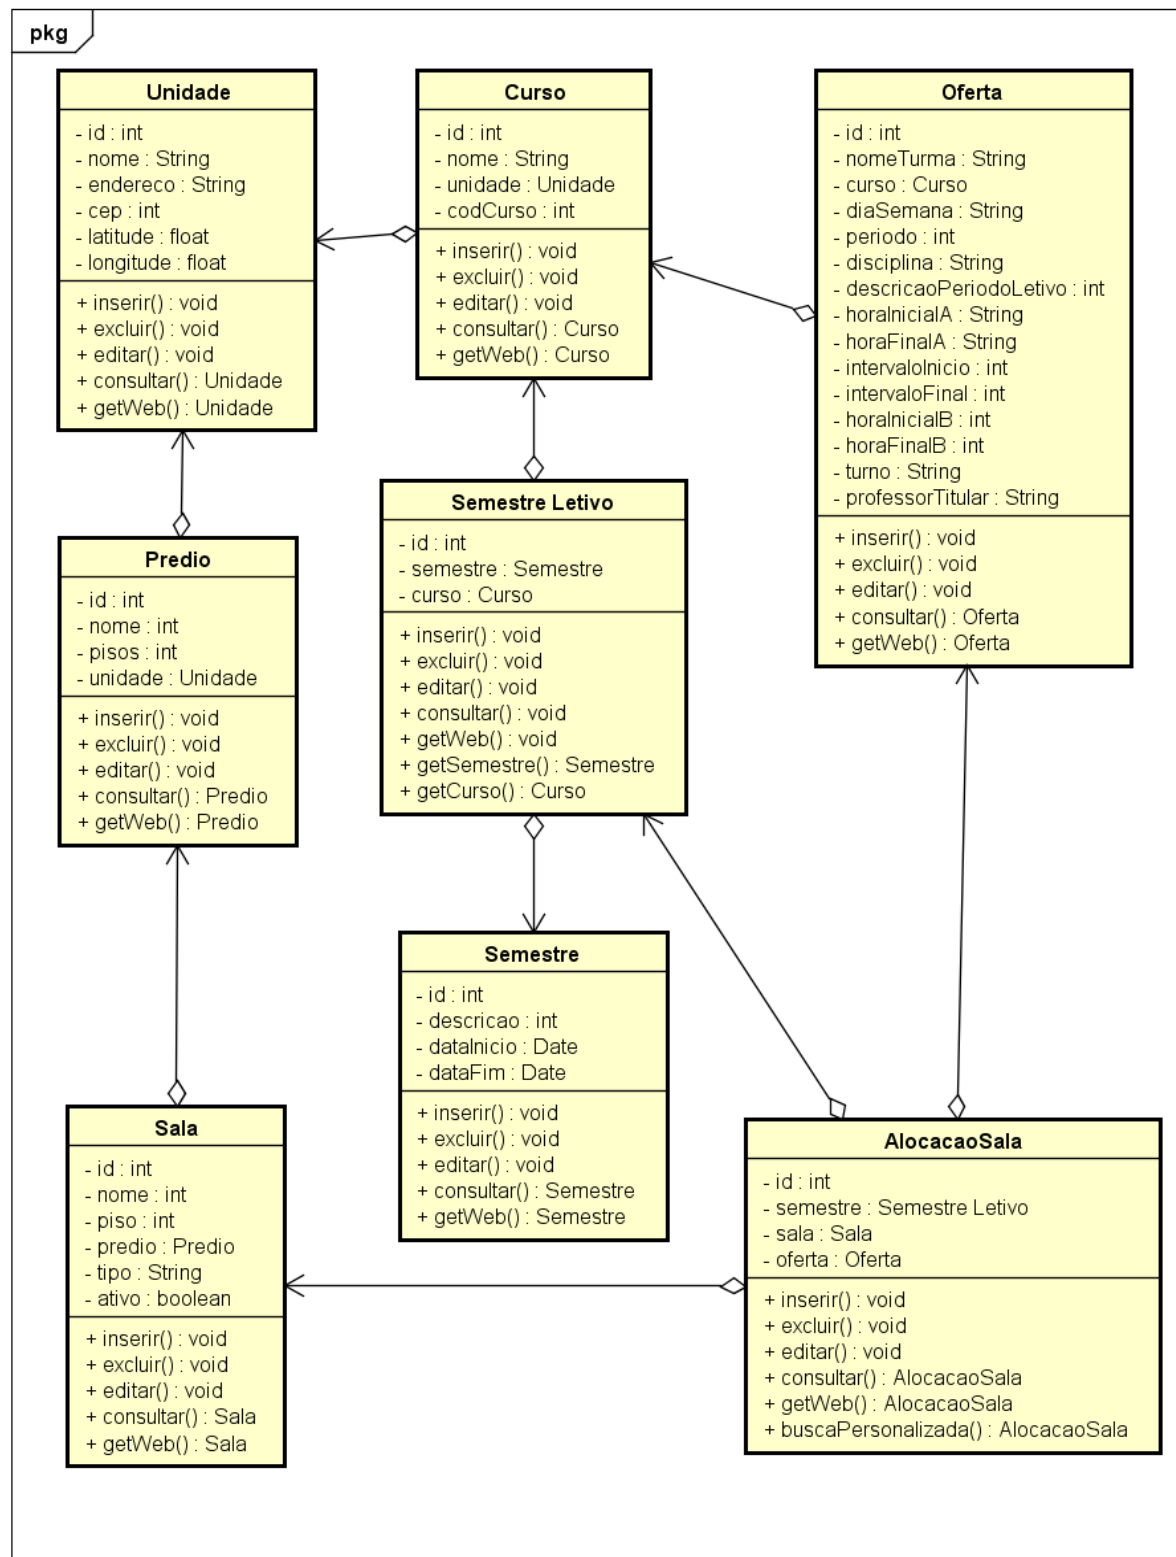 pkg
Unidade
- id : int
- nome : String
- endereco : String
- cep : int
- latitude : float
- longitude : float
+ inserir() : void
+ excluir() : void
+ editar() : void
+ consultar() : Unidade
+ getWeb() : Unidade
Curso
- id : int
- nome : String
- unidade : Unidade
- codCurso : int
+ inserir() : void
+ excluir() : void
+ editar() : void
+ consultar() : Curso
+ getWeb() : Curso
Oferta
- id : int
- nomeTurma : String
- curso : Curso
- diaSemana : String
- periodo : int
- disciplina : String
- descricaoPeriodoLetivo : int
- horaInicialA : String
- horaFinalA : String
- intervaloInicio : int
- intervaloFinal : int
- horaInicialB : int
- horaFinalB : int
- turno : String
- professorTitular : String
+ inserir() : void
+ excluir() : void
+ editar() : void
+ consultar() : Oferta
+ getWeb() : Oferta
Predio
- id : int
- nome : int
- pisos : int
- unidade : Unidade
+ inserir() : void
+ excluir() : void
+ editar() : void
+ consultar() : Predio
+ getWeb() : Predio
Semestre Letivo
- id : int
- semestre : Semestre
- curso : Curso
+ inserir() : void
+ excluir() : void
+ editar() : void
+ consultar() : void
+ getWeb() : void
+ getSemestre() : Semestre
+ getCurso() : Curso
Semestre
- id : int
- descricao : int
- dataInicio : Date
- dataFim : Date
+ inserir() : void
+ excluir() : void
+ editar() : void
+ consultar() : Semestre
+ getWeb() : Semestre
Sala
- id : int
- nome : int
- piso : int
- predio : Predio
- tipo : String
- ativo : boolean
+ inserir() : void
+ excluir() : void
+ editar() : void
+ consultar() : Sala
+ getWeb() : Sala
AlocacaoSala
- id : int
- semestre : Semestre Letivo
- sala : Sala
- oferta : Oferta
+ inserir() : void
+ excluir() : void
+ editar() : void
+ consultar() : AlocacaoSala
+ getWeb() : AlocacaoSala
+ buscaPersonalizada() : AlocacaoSala